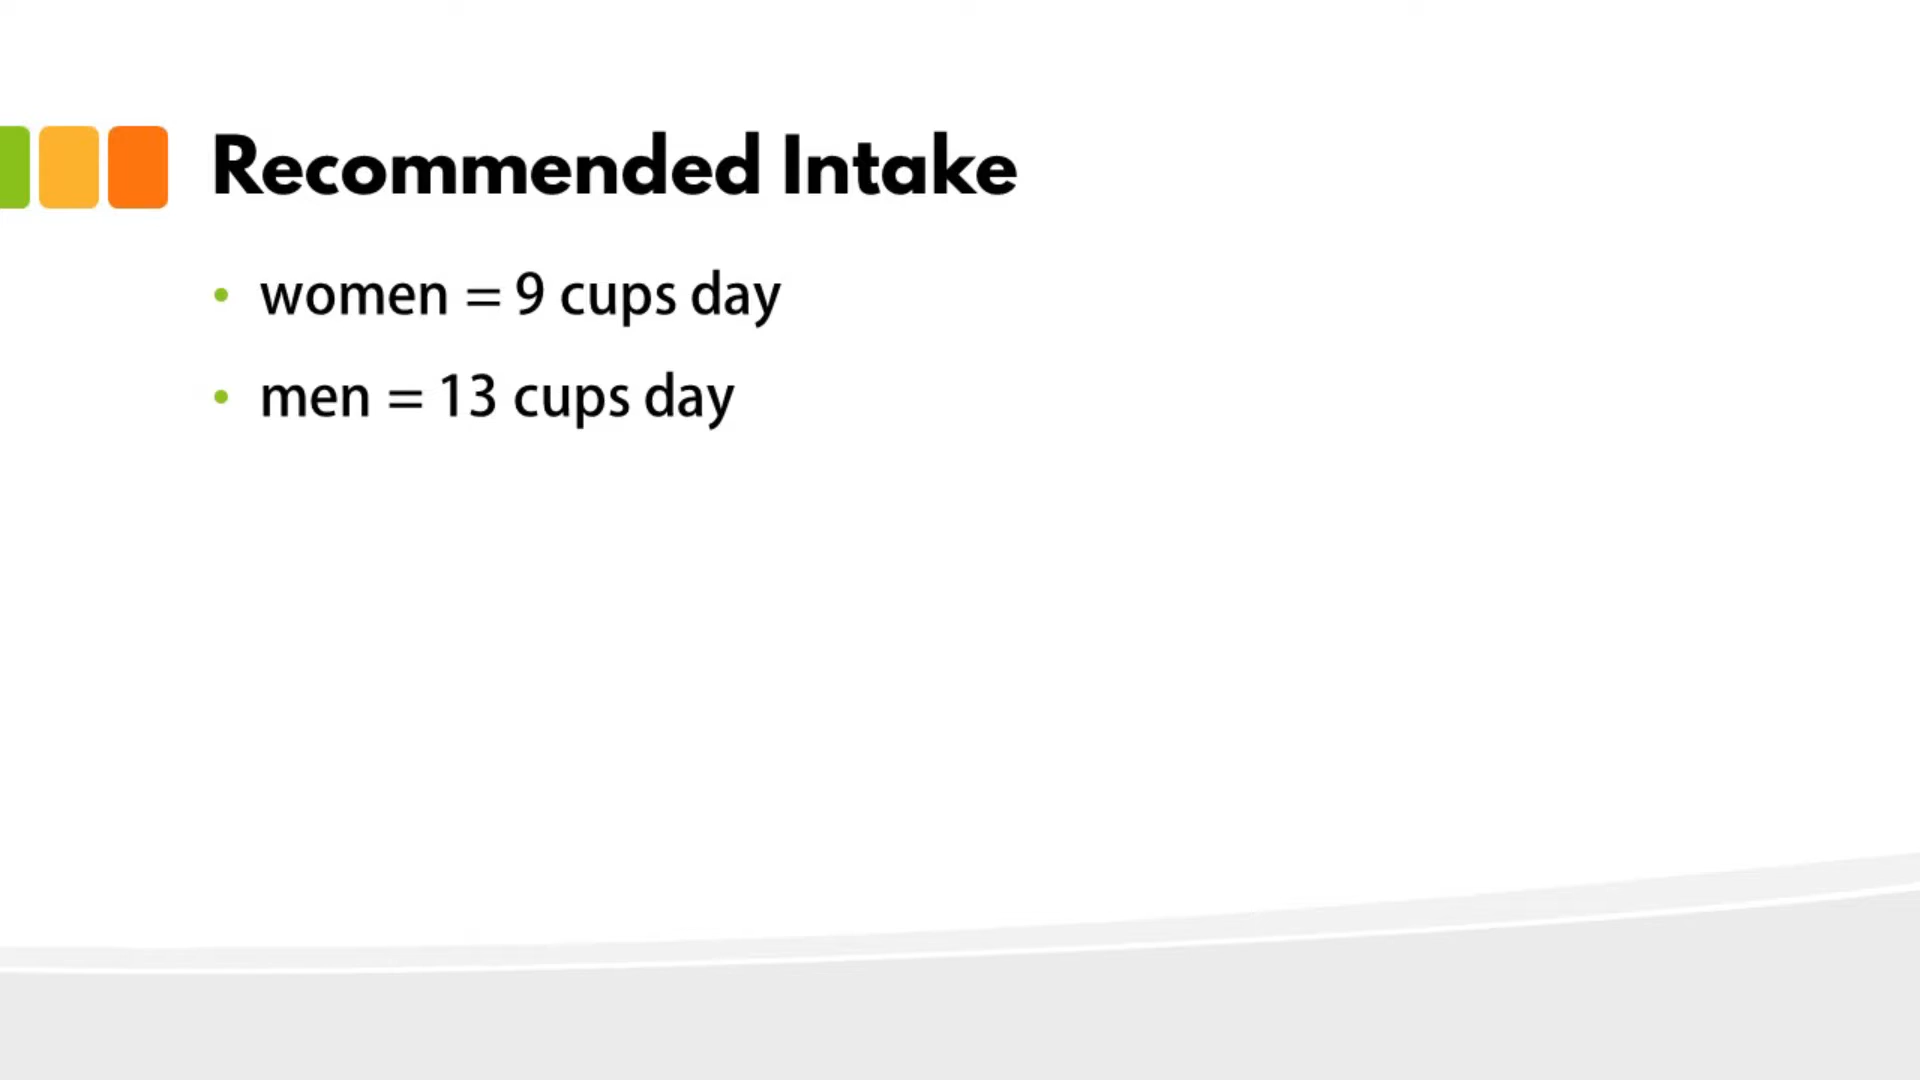 Recommended Intake
• women = 9 cups day
• men = 13 cups day